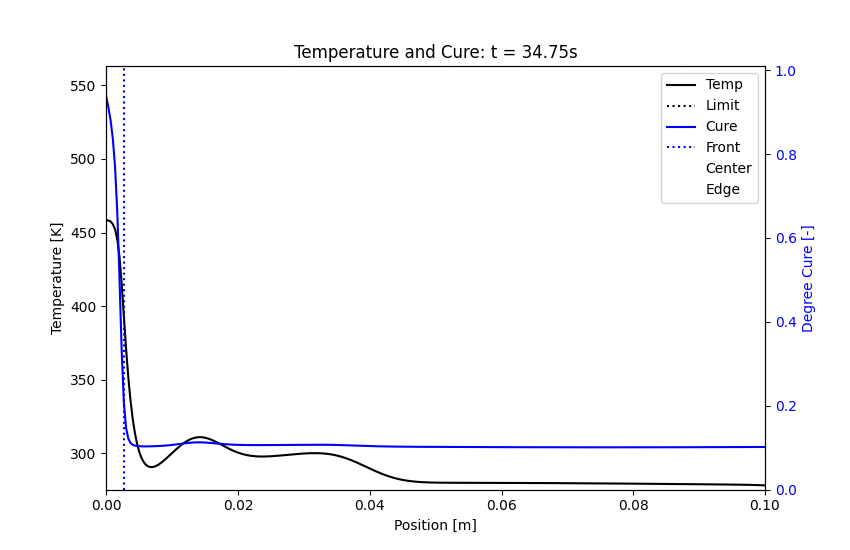 Temperature and Cure: t = 34.75s
Temperature [K]
550
500
450
400
350
300
0.00
0.02
0.04
0.06
0.08
0.10
Position [m]
1.0
0.8
0.6
0.4
0.2
0.0
Degree Cure [-]
Temp
Limit
Cure
Front
Center
Edge